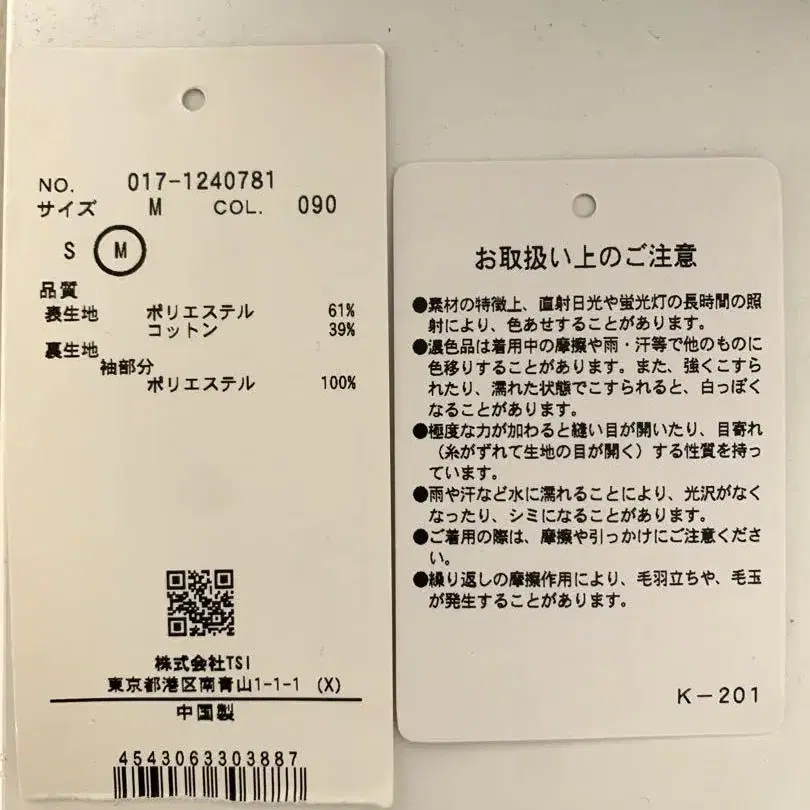 NO. 017-1240781
サイズ M COL. 090
S M
品質
表生地 ポリエステル 61%
コットン 39%
裏生地
袖部分
ポリエステル 100%
株式会社TSI
東京都港区南青山1-1-1 (X)
中国製
4543063303887
お取扱い上のご注意
●素材の特徴上、直射日光や蛍光灯の長時間の照
射により、色あせすることがあります。
●濃色品は着用中の摩擦や雨・汗等で他のものに
色移りすることがあります。また、強くこすら
れたり、濡れた状態でこすられると、白っぽく
なることがあります。
●極度な力が加わると縫い目が開いたり、目寄れ
(糸がずれて生地の目が開く)する性質を持っ
ています。
●雨や汗など水に濡れることにより、光沢がなく
なったり、シミになることがあります。
●ご着用の際は、摩擦や引っかけにご注意くださ
い。
●繰り返しの摩擦作用により、毛羽立ちや、毛玉
が発生することがあります。
K-201